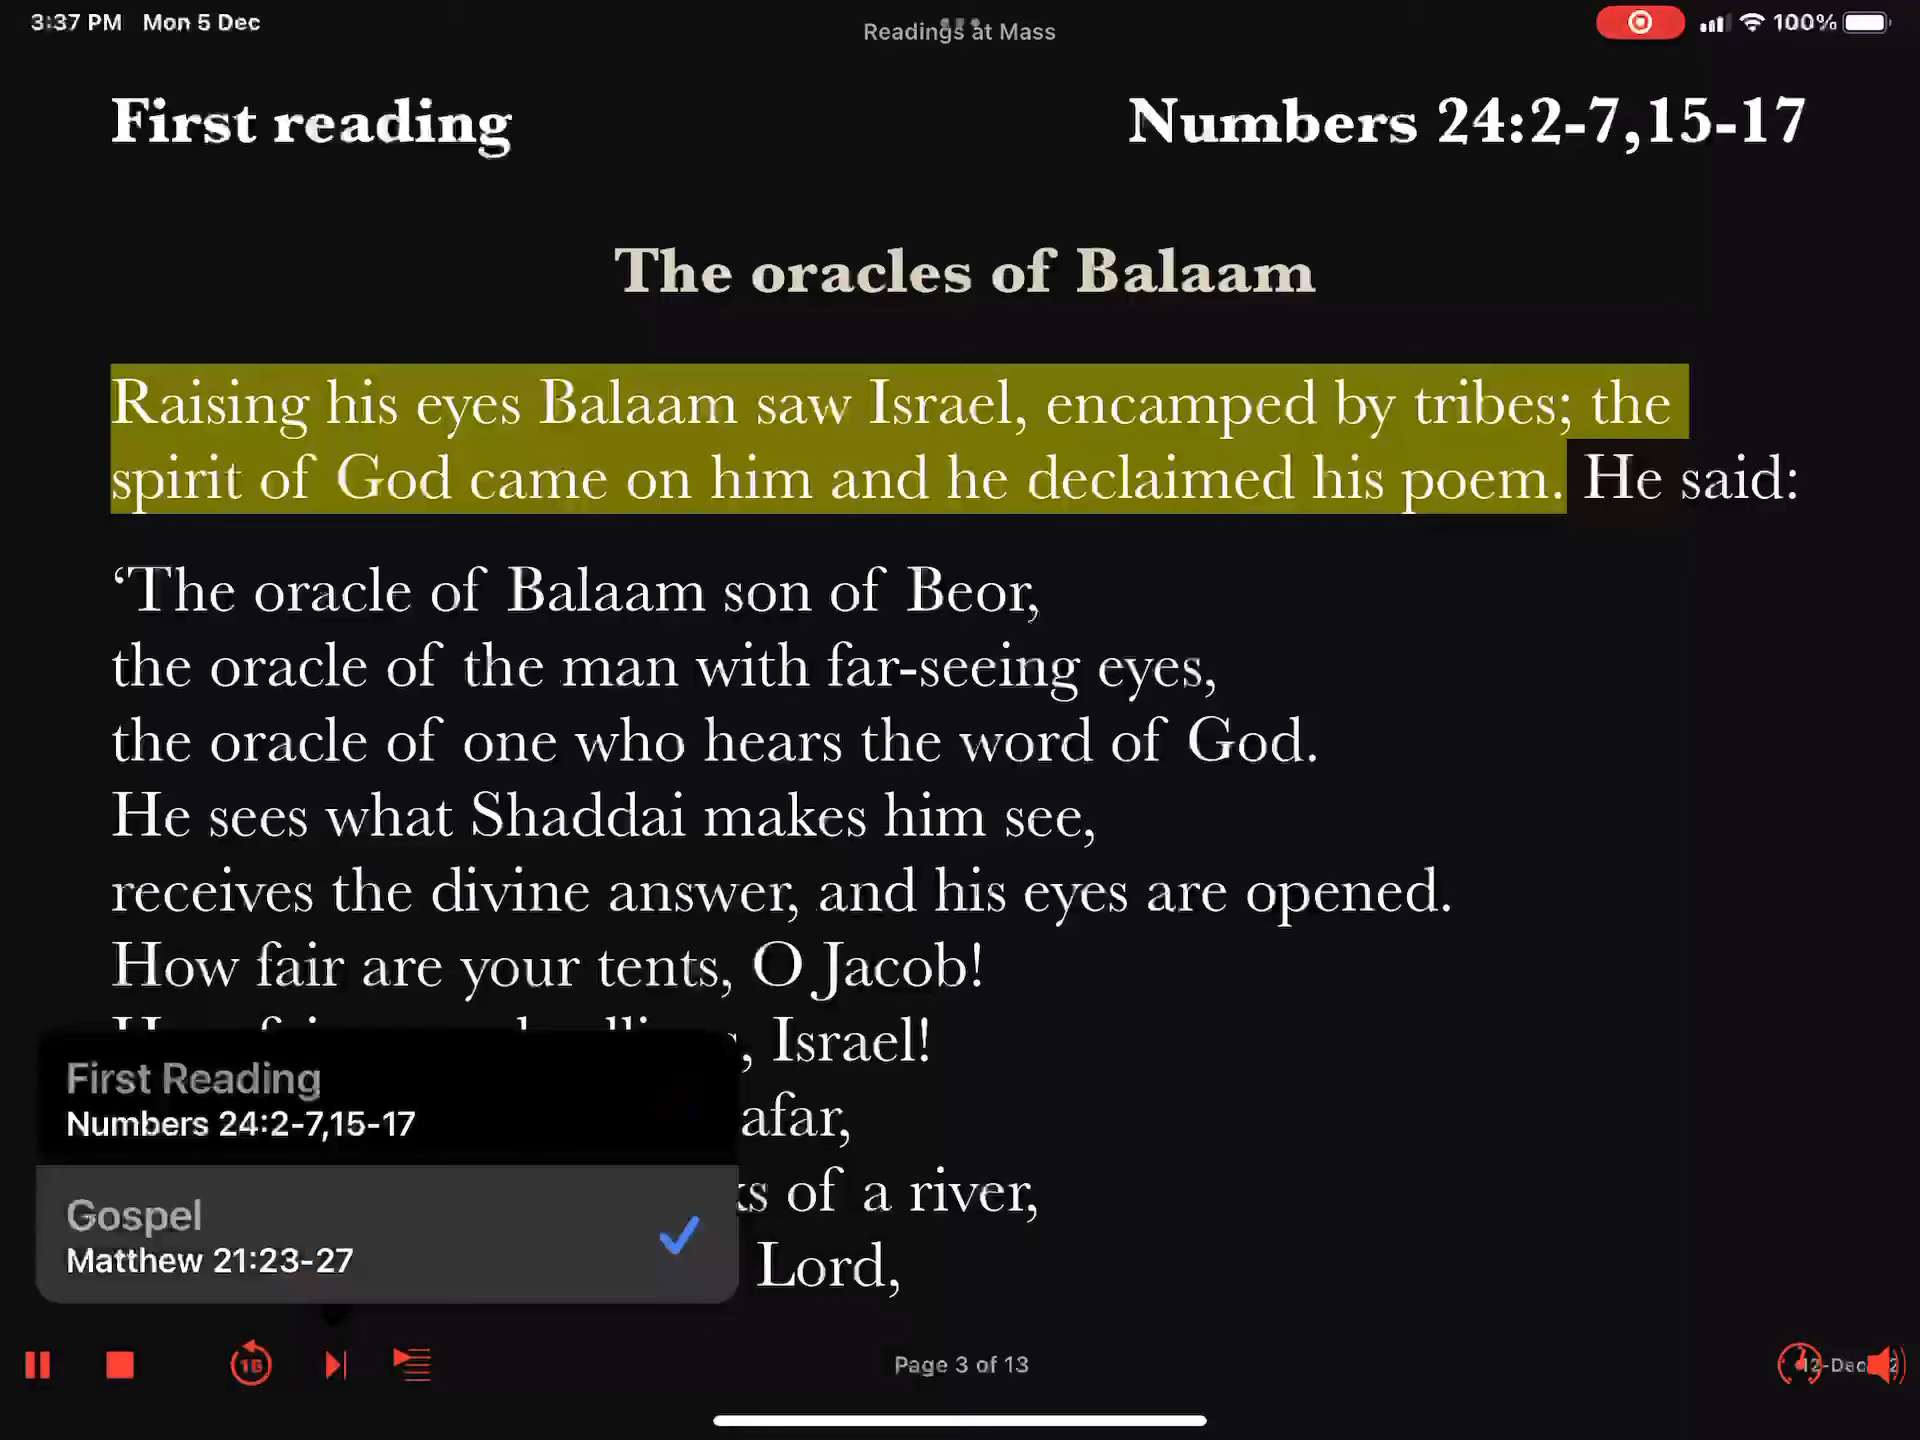 3:37 PM Mon 5 Dec
Readings at Mass
100%
First reading
Numbers 24:2-7,15-17
The oracles of Balaam
Raising his eyes Balaam saw Israel, encamped by tribes; the
spirit of God came on him and he declaimed his poem. He said:
‘The oracle of Balaam son of Beor,
the oracle of the man with far-seeing eyes,
the oracle of one who hears the word of God.
He sees what Shaddai makes him see,
receives the divine answer, and his eyes are opened.
How fair are your tents, O Jacob!
, Israel!
First Reading
Numbers 24:2-7,15-17
afar,
of a river,
Gospel
Matthew 21:23-27
Lord,
Page 3 of 13